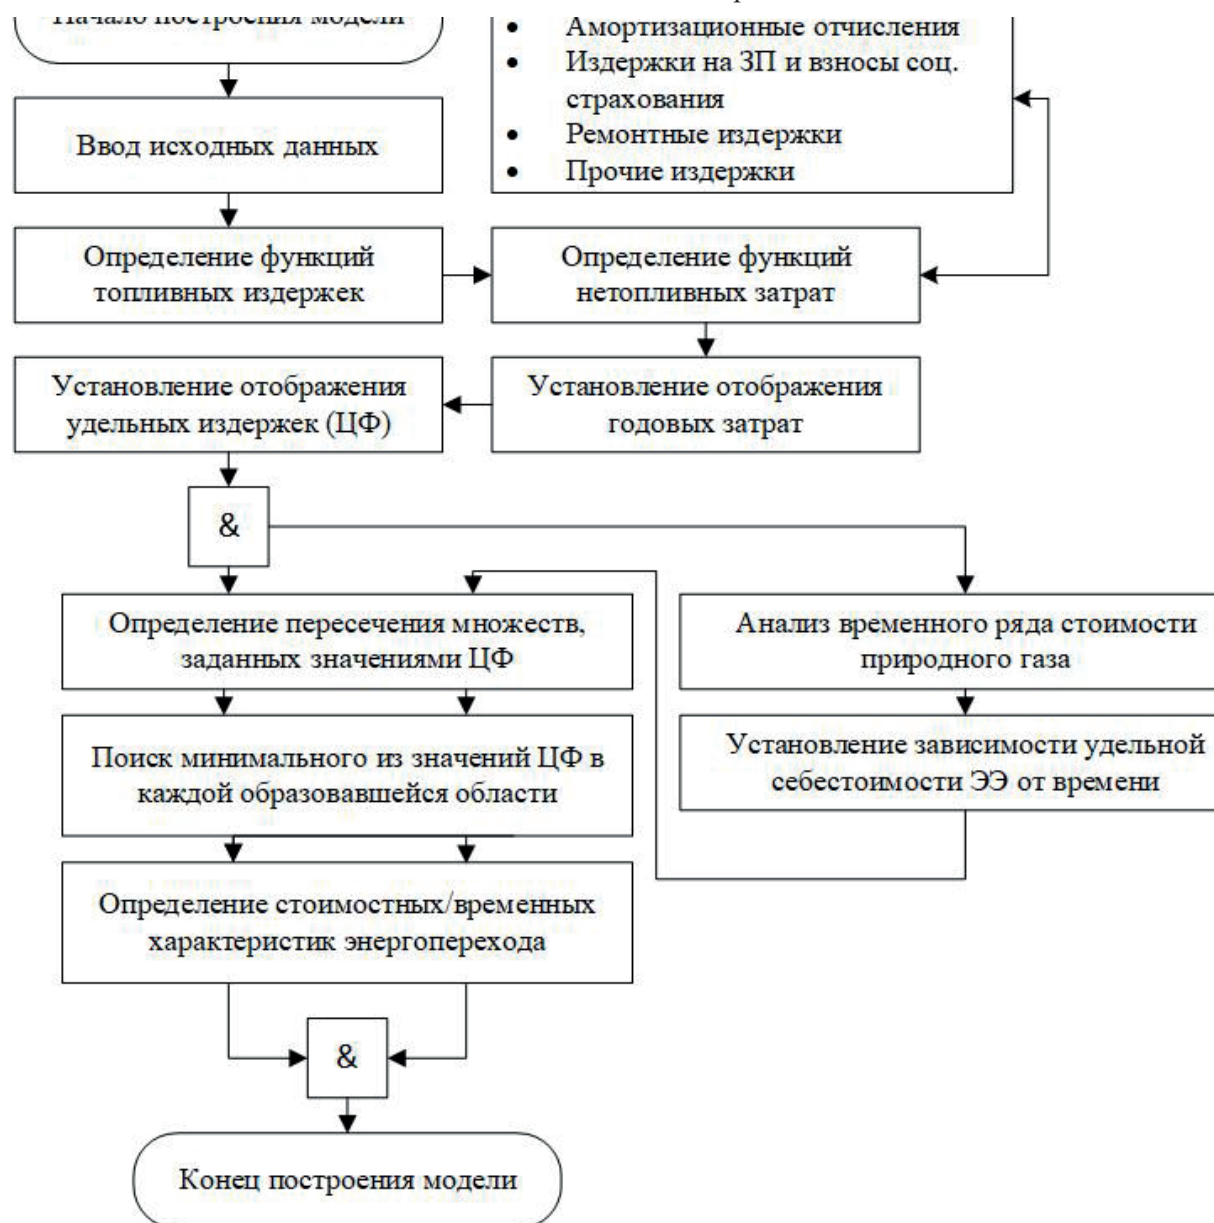 Начало построения модели
• Амортизационные отчисления
• Издержки на ЗП и взносы соц.
страхования
• Ремонтные издержки
• Прочие издержки
Ввод исходных данных
Определение функций
топливных издержек
Определение функций
нетопливных затрат
Установление отображения
удельных издержек (ЦФ)
Установление отображения
годовых затрат
&
Определение пересечения множеств,
заданных значениями ЦФ
Анализ временного ряда стоимости
природного газа
Поиск минимального из значений ЦФ в
каждой образовавшейся области
Установление зависимости удельной
себестоимости ЭЭ от времени
Определение стоимостных/временных
характеристик энергоперехода
&
Конец построения модели